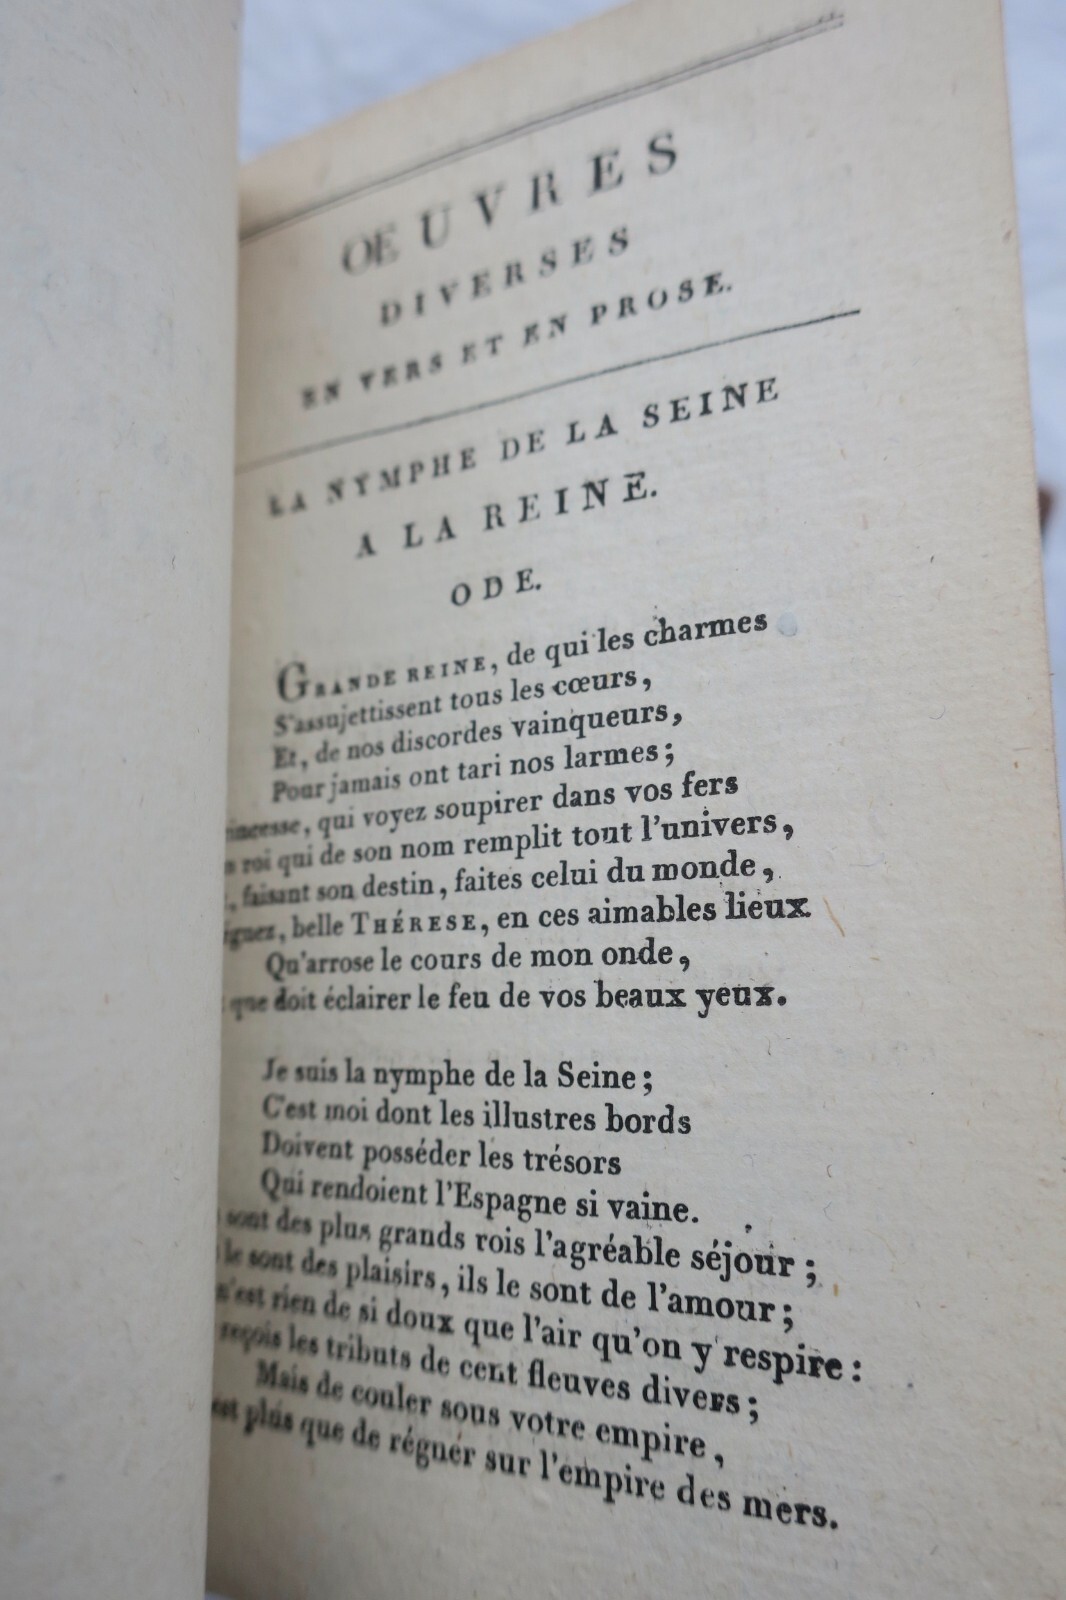 OEUVRES
DIVERSES
EN VERS ET EN PROSE.
LA NYMPHE DE LA SEINE
A LA REINE.
ODE.
GRANDE REINE, de qui les charmes
S'assujettissent tous les cœurs,
Et, de nos discordes vainqueurs,
Pour jamais ont tari nos larmes;
rincesse, qui voyez soupirer dans vos fers
n roi qui de son nom remplit tout l'univers,
t, faisant son destin, faites celui du monde,
ignez, belle THÉRESE, en ces aimables lieux
Qu'arrose le cours de mon onde,
que doit éclairer le feu de vos beaux yeux.
Je suis la nymphe de la Seine;
C'est moi dont les illustres bords
Doivent posséder les trésors
Qui rendoient l'Espagne si vaine.
sont des plus grands rois l'agréable séjour;
le sont des plaisirs, ils le sont de l'amour;
n'est rien de si doux que l'air qu'on y respire:
reçois les tributs de cent fleuves divers;
Mais de couler sous votre empire,
est plus que de régner sur l'empire des mers.